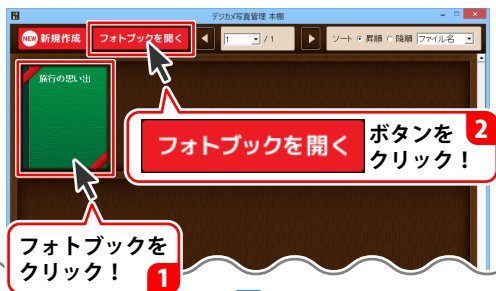 デジカメ写真管理 本棚
NEW 新規作成 フォトブックを開く 1 / 1 ソート 昇順 降順 ファイル名
旅行の思い出
フォトブックを開く ボタンを
クリック！ 2
フォトブックを
クリック！ 1